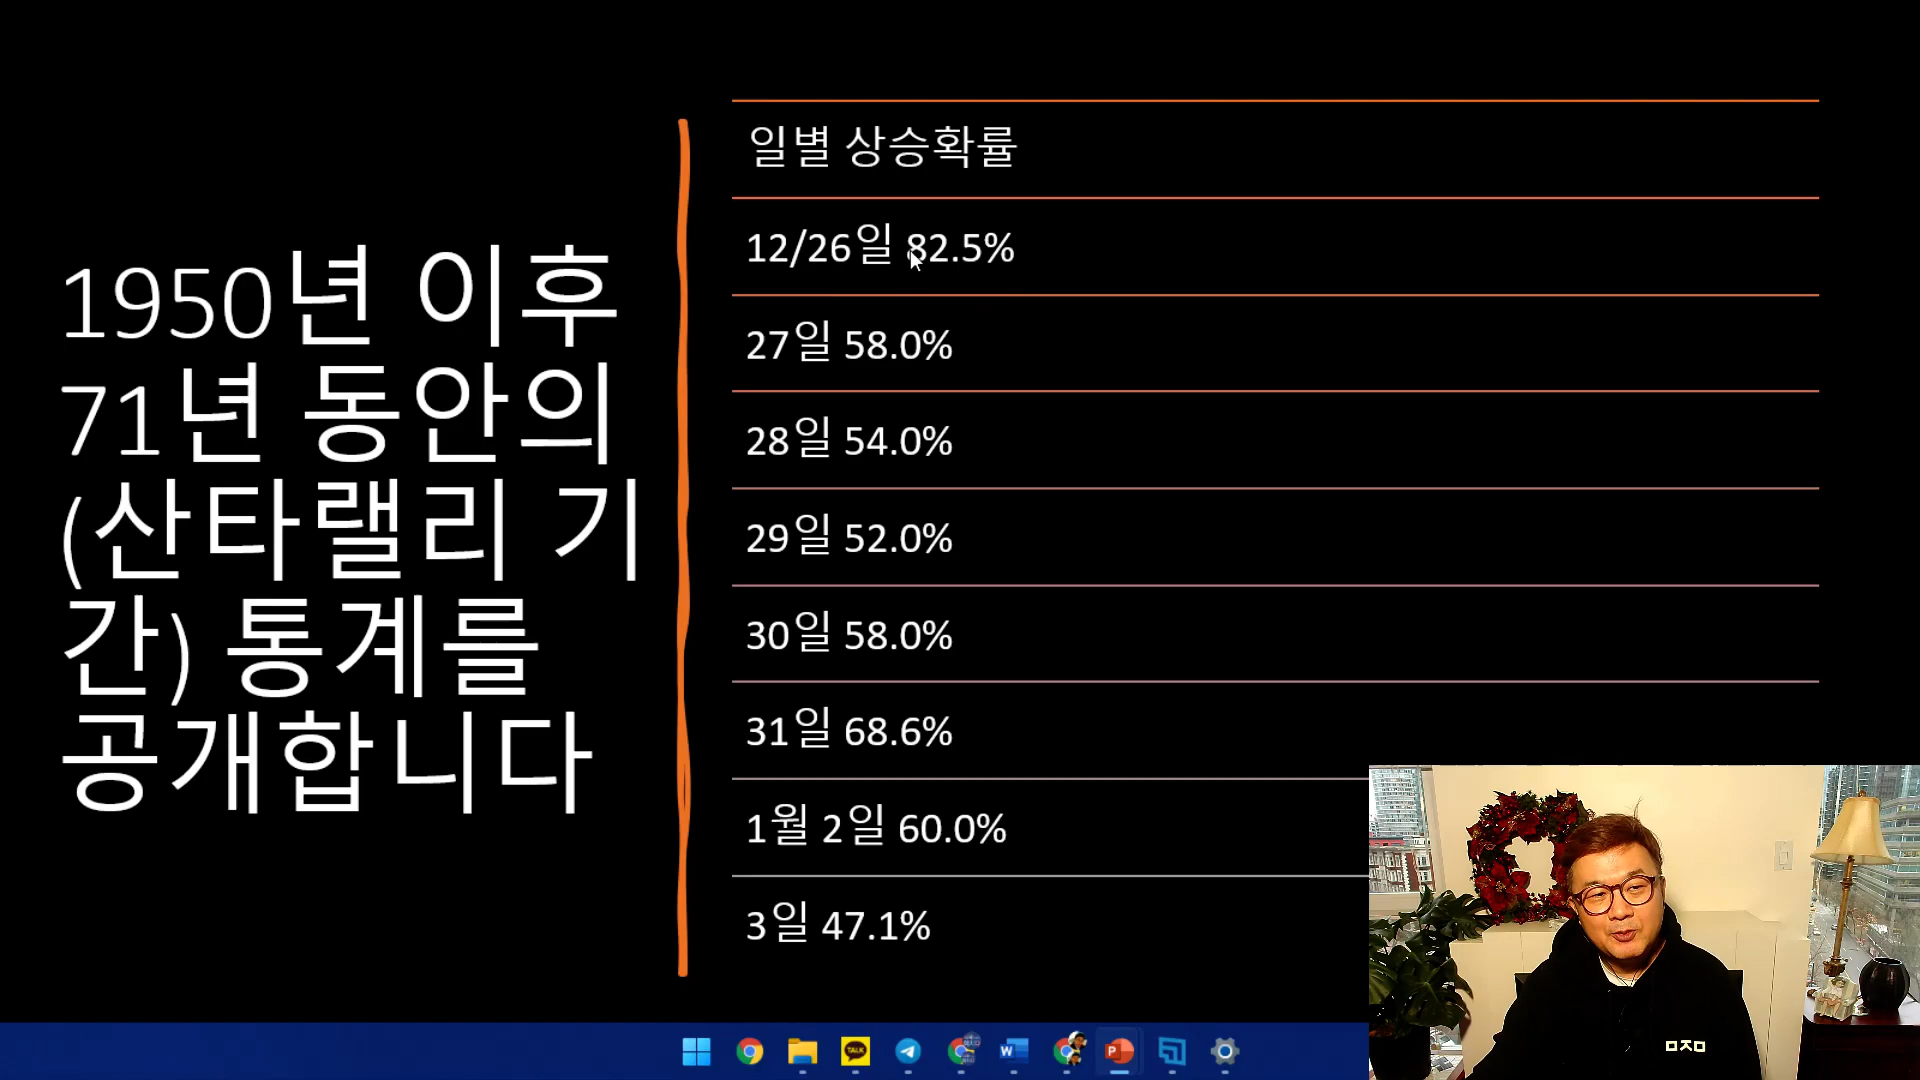 1950년 이후
71년 동안의
(산타랠리 기
간) 통계를
공개합니다
일별 상승확률
12/26일 82.5%
27일 58.0%
28일 54.0%
29일 52.0%
30일 58.0%
31일 68.6%
1월 2일 60.0%
3일 47.1%
TALK
W
P
ㅁㅈㅁ